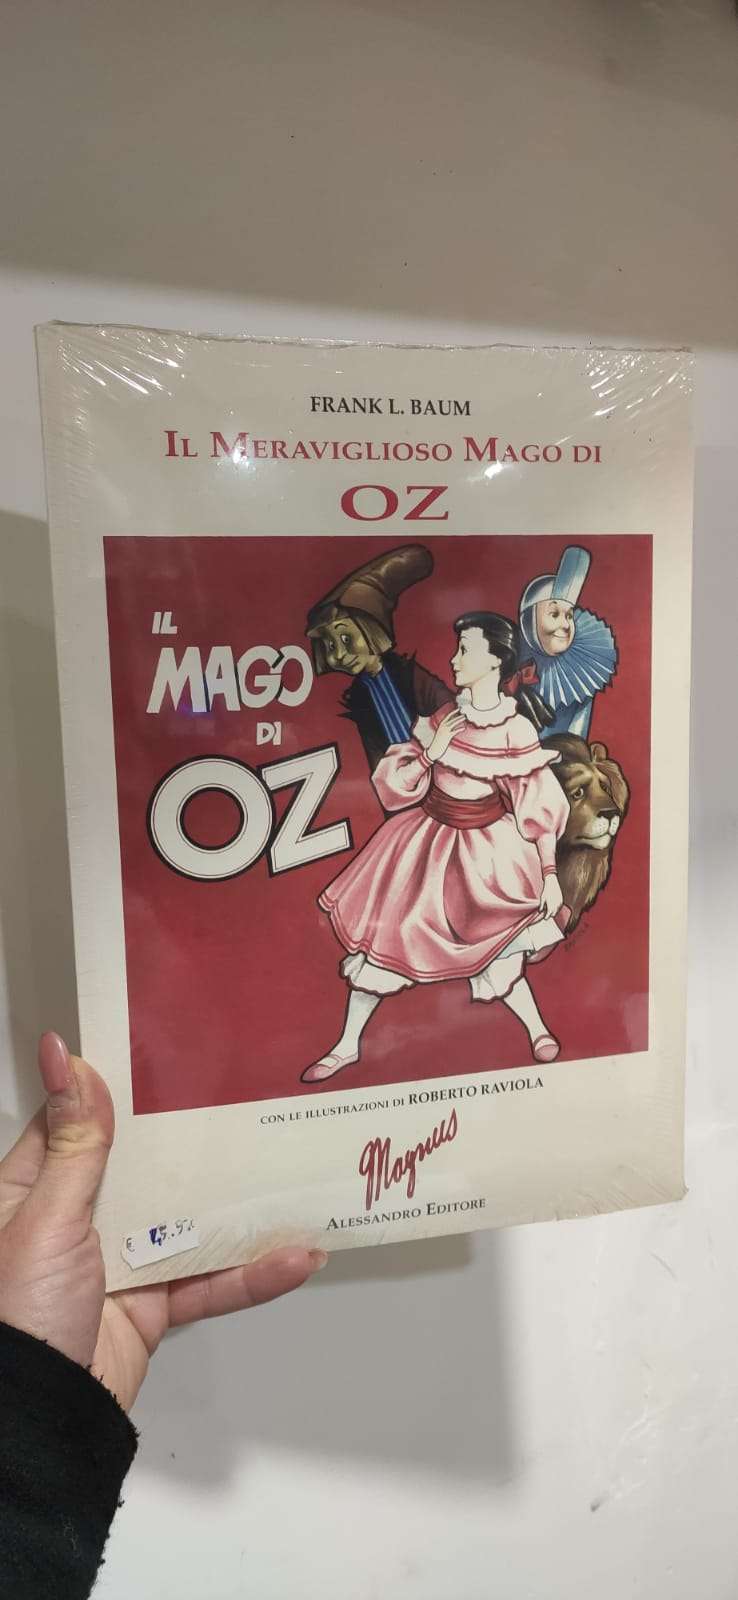 FRANK L. BAUM
IL MERAVIGLIOSO MAGO DI
OZ
IL
MAGO
DI
OZ
CON LE ILLUSTRAZIONI DI ROBERTO RAVIOLA
Magnus
ALESSANDRO EDITORE
€